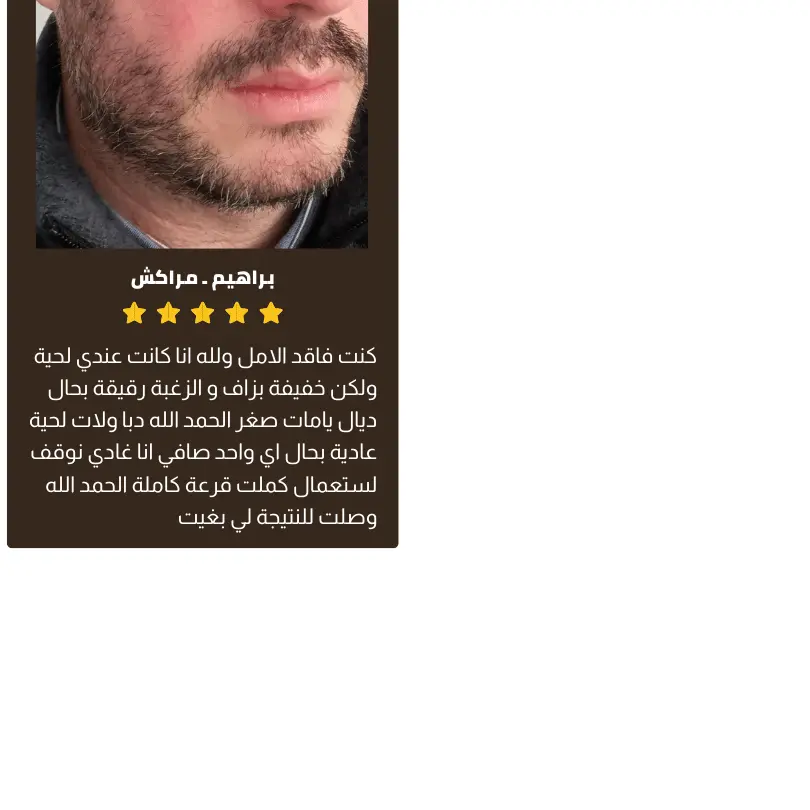 براهيم . مراكش
كنت فاقد الامل ولله انا كانت عندي لحية
ولكن خفيفة بزاف و الزغبة رقيقة بحال
ديال يامات صغر الحمد الله دبا ولات لحية
عادية بحال اي واحد صافي انا غادي نوقف
لستعمال كملت قرعة كاملة الحمد الله
وصلت للنتيجة لي بغيت